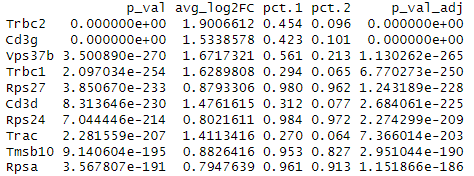 p_val avg_log2FC pct.1 pct.2 p_val_adj
Trbc2 0.000000e+00 1.9006612 0.454 0.096 0.000000e+00
Cd3g 0.000000e+00 1.5338578 0.423 0.101 0.000000e+00
Vps37b 3.500890e-270 1.6717321 0.561 0.213 1.130262e-265
Trbc1 2.097034e-254 1.6289808 0.294 0.065 6.770273e-250
Rps27 3.850670e-233 0.8793306 0.980 0.962 1.243189e-228
Cd3d 8.313646e-230 1.4761615 0.312 0.077 2.684061e-225
Rps24 7.044446e-214 0.8021611 0.984 0.972 2.274299e-209
Trac 2.281559e-207 1.4113416 0.270 0.064 7.366014e-203
Tmsb10 9.140604e-195 0.8826416 0.953 0.827 2.951044e-190
Rpsa 3.567807e-191 0.7947639 0.961 0.913 1.151866e-186